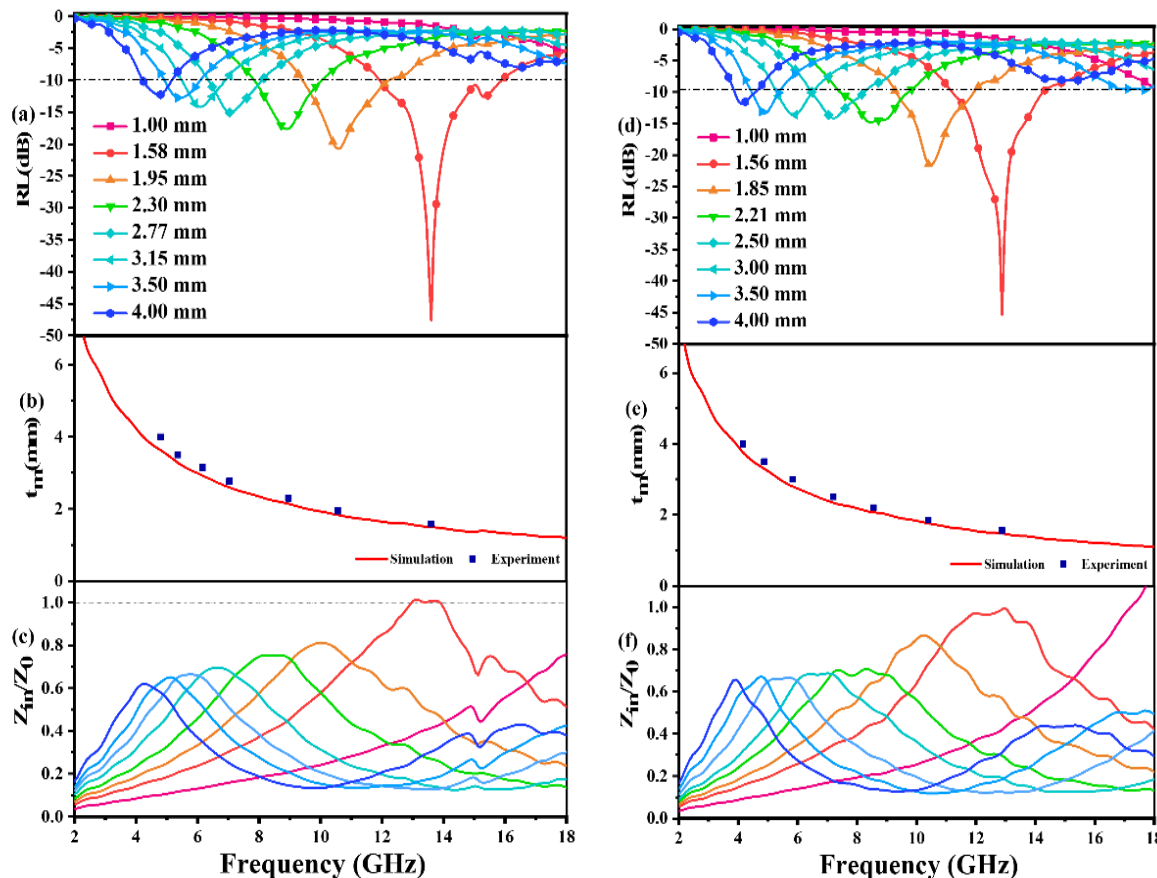 0
-5
-10
-15
-20
-25
-30
-35
-40
-45
-50
RL(dB)
(a)
1.00 mm
1.58 mm
1.95 mm
2.30 mm
2.77 mm
3.15 mm
3.50 mm
4.00 mm
6
4
2
0
t_m(mm)
(b)
Simulation Experiment
1.0
0.8
0.6
0.4
0.2
0.0
Z_in/Z_0
(c)
2 4 6 8 10 12 14 16 18
Frequency (GHz)
0
-5
-10
-15
-20
-25
-30
-35
-40
-45
-50
RL(dB)
(d)
1.00 mm
1.56 mm
1.85 mm
2.21 mm
2.50 mm
3.00 mm
3.50 mm
4.00 mm
6
4
2
0
t_m(mm)
(e)
Simulation Experiment
1.0
0.8
0.6
0.4
0.2
0.0
Z_in/Z_0
(f)
2 4 6 8 10 12 14 16 18
Frequency (GHz)